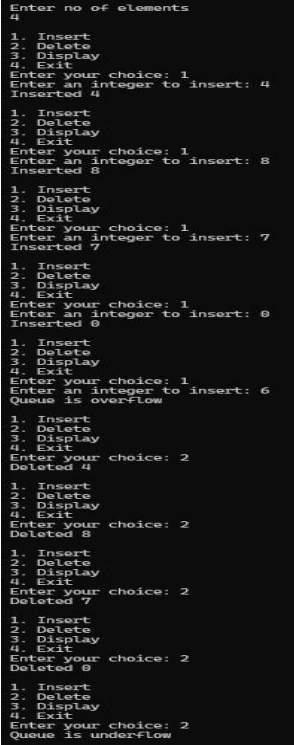 Enter no of elements
4
1. Insert
2. Delete
3. Display
4. Exit
Enter your choice: 1
Enter an integer to insert: 4
Inserted 4
1. Insert
2. Delete
3. Display
4. Exit
Enter your choice: 1
Enter an integer to insert: 8
Inserted 8
1. Insert
2. Delete
3. Display
4. Exit
Enter your choice: 1
Enter an integer to insert: 7
Inserted 7
1. Insert
2. Delete
3. Display
4. Exit
Enter your choice: 1
Enter an integer to insert: 0
Inserted 0
1. Insert
2. Delete
3. Display
4. Exit
Enter your choice: 1
Enter an integer to insert: 6
Queue is overflow
1. Insert
2. Delete
3. Display
4. Exit
Enter your choice: 2
Deleted 4
1. Insert
2. Delete
3. Display
4. Exit
Enter your choice: 2
Deleted 8
1. Insert
2. Delete
3. Display
4. Exit
Enter your choice: 2
Deleted 7
1. Insert
2. Delete
3. Display
4. Exit
Enter your choice: 2
Deleted 0
1. Insert
2. Delete
3. Display
4. Exit
Enter your choice: 2
Queue is underflow